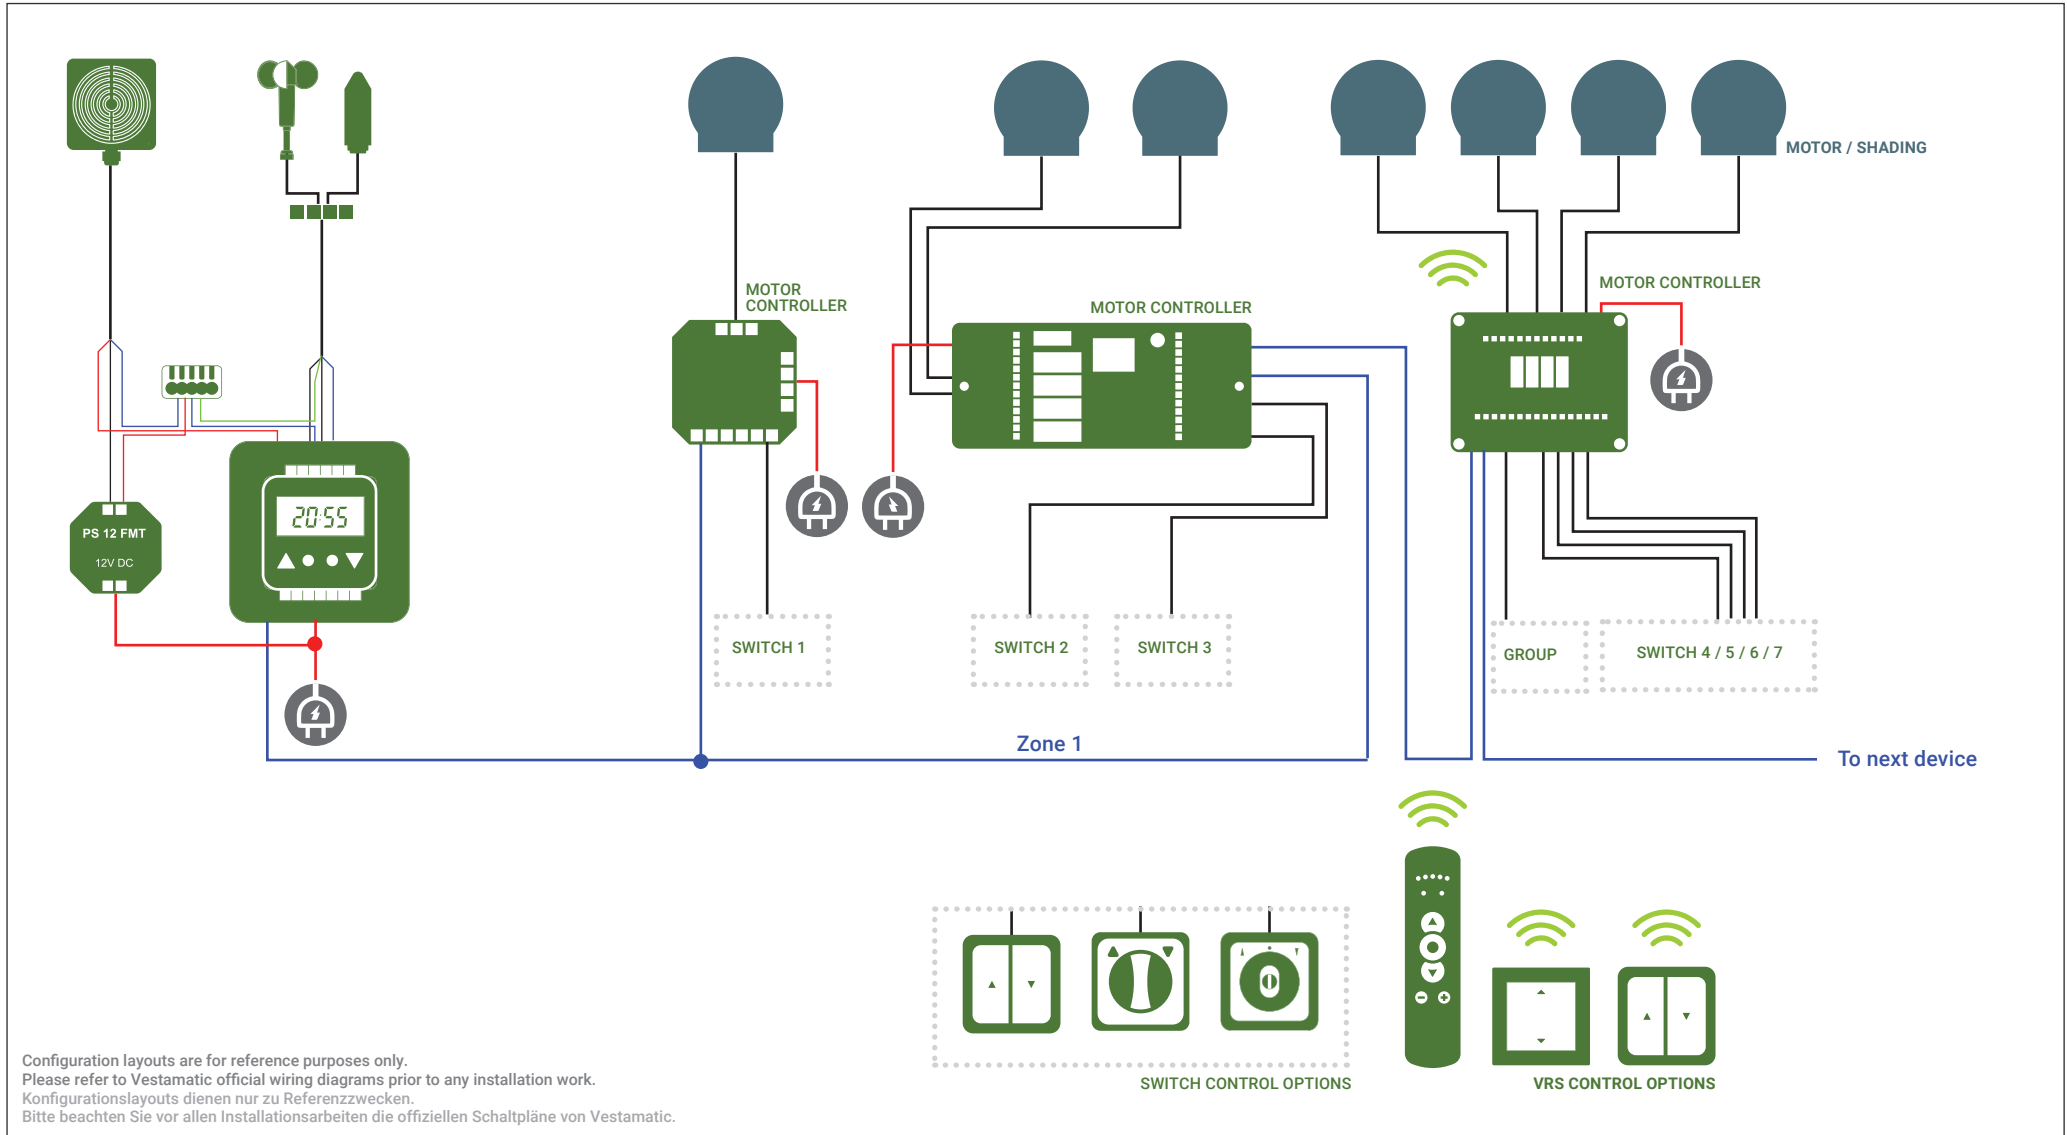 MOTOR / SHADING
MOTOR
CONTROLLER
MOTOR CONTROLLER
MOTOR CONTROLLER
PS 12 FMT
12V DC
20:55
SWITCH 1
SWITCH 2
SWITCH 3
GROUP
SWITCH 4 / 5 / 6 / 7
Zone 1
To next device
SWITCH CONTROL OPTIONS
VRS CONTROL OPTIONS
Configuration layouts are for reference purposes only.
Please refer to Vestamatic official wiring diagrams prior to any installation work.
Konfigurationslayouts dienen nur zu Referenzzwecken.
Bitte beachten Sie vor allen Installationsarbeiten die offiziellen Schaltpläne von Vestamatic.